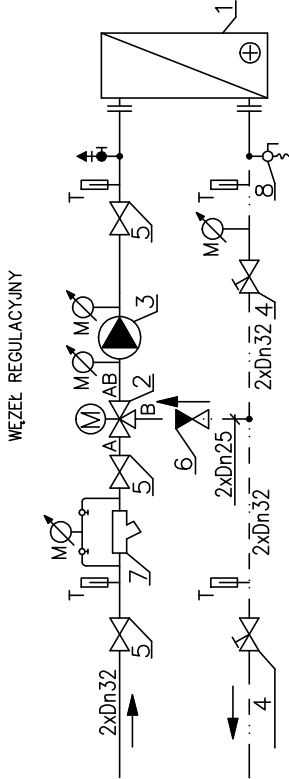 WĘZEŁ REGULACYJNY
2xDn32
5
T
7
M
5
A
M
AB
B
2
M
M
3
5
T
1
6
2xDn25
4
T
2xDn32
2xDn32
4
M
T
8